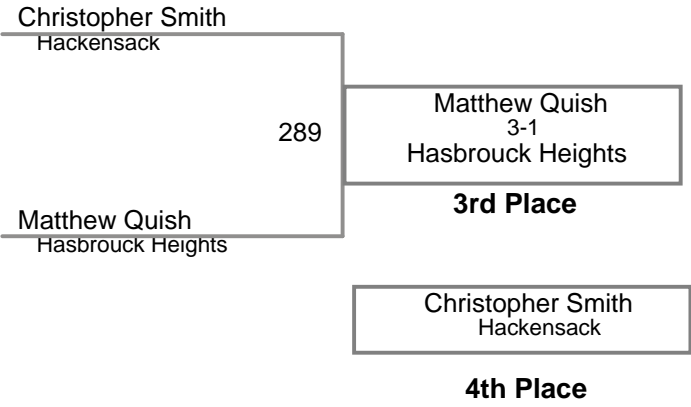 Christopher Smith
Hackensack
289
Matthew Quish
3-1
Hasbrouck Heights
3rd Place
Matthew Quish
Hasbrouck Heights
Christopher Smith
Hackensack
4th Place